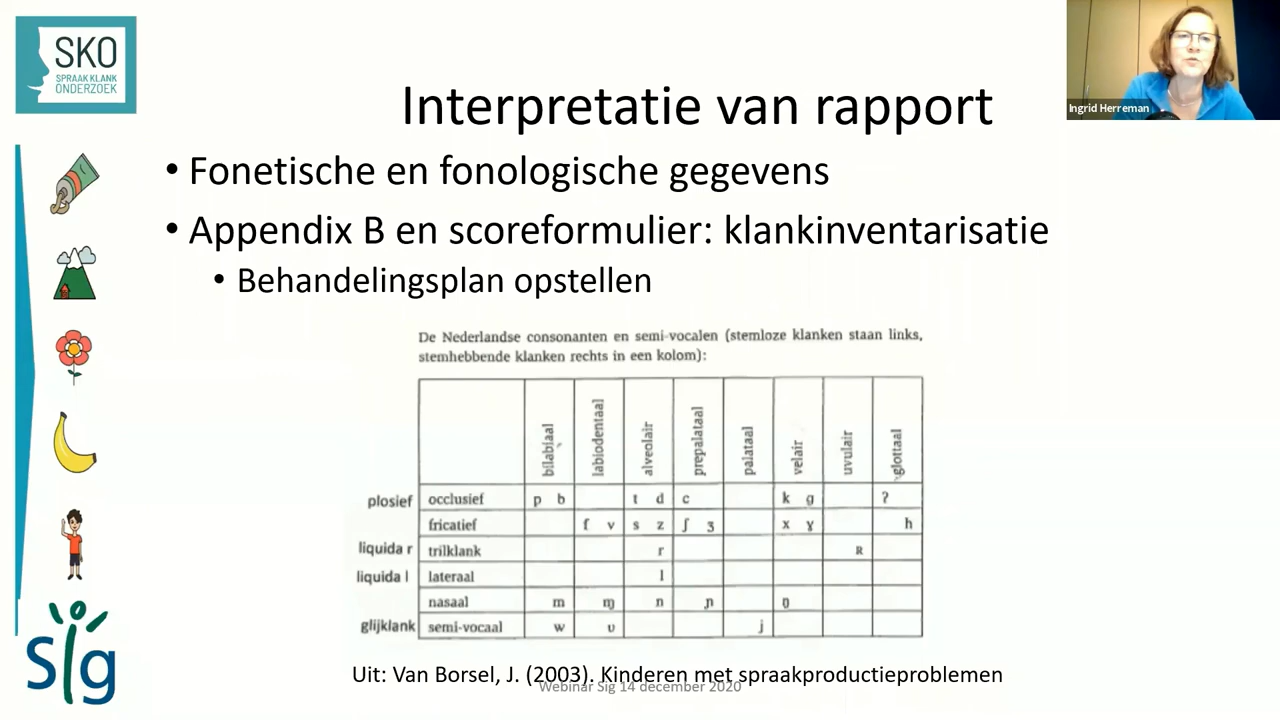 SKO
SPRAAK KLANK
ONDERZOEK
Ingrid Herreman
Interpretatie van rapport
• Fonetische en fonologische gegevens
• Appendix B en scoreformulier: klankinventarisatie
• Behandelingsplan opstellen
De Nederlandse consonanten en semi-vocalen (stemloze klanken staan links,
stemhebbende klanken rechts in een kolom):
bilabiaal labiodentaal alveolair prepalataal palataal velair uvulair glottaal
plosief occlusief p b t d c k g ʔ
fricatief f v s z ʃ ʒ x ɣ h
liquida r trilklank r ʀ
liquida l lateraal l
nasaal m ɱ n ɲ ŋ
glijklank semi-vocaal w ʋ j
Uit: Van Borsel, J. (2003). Kinderen met spraakproductieproblemen
Webinar Sig 14 december 2020
sig